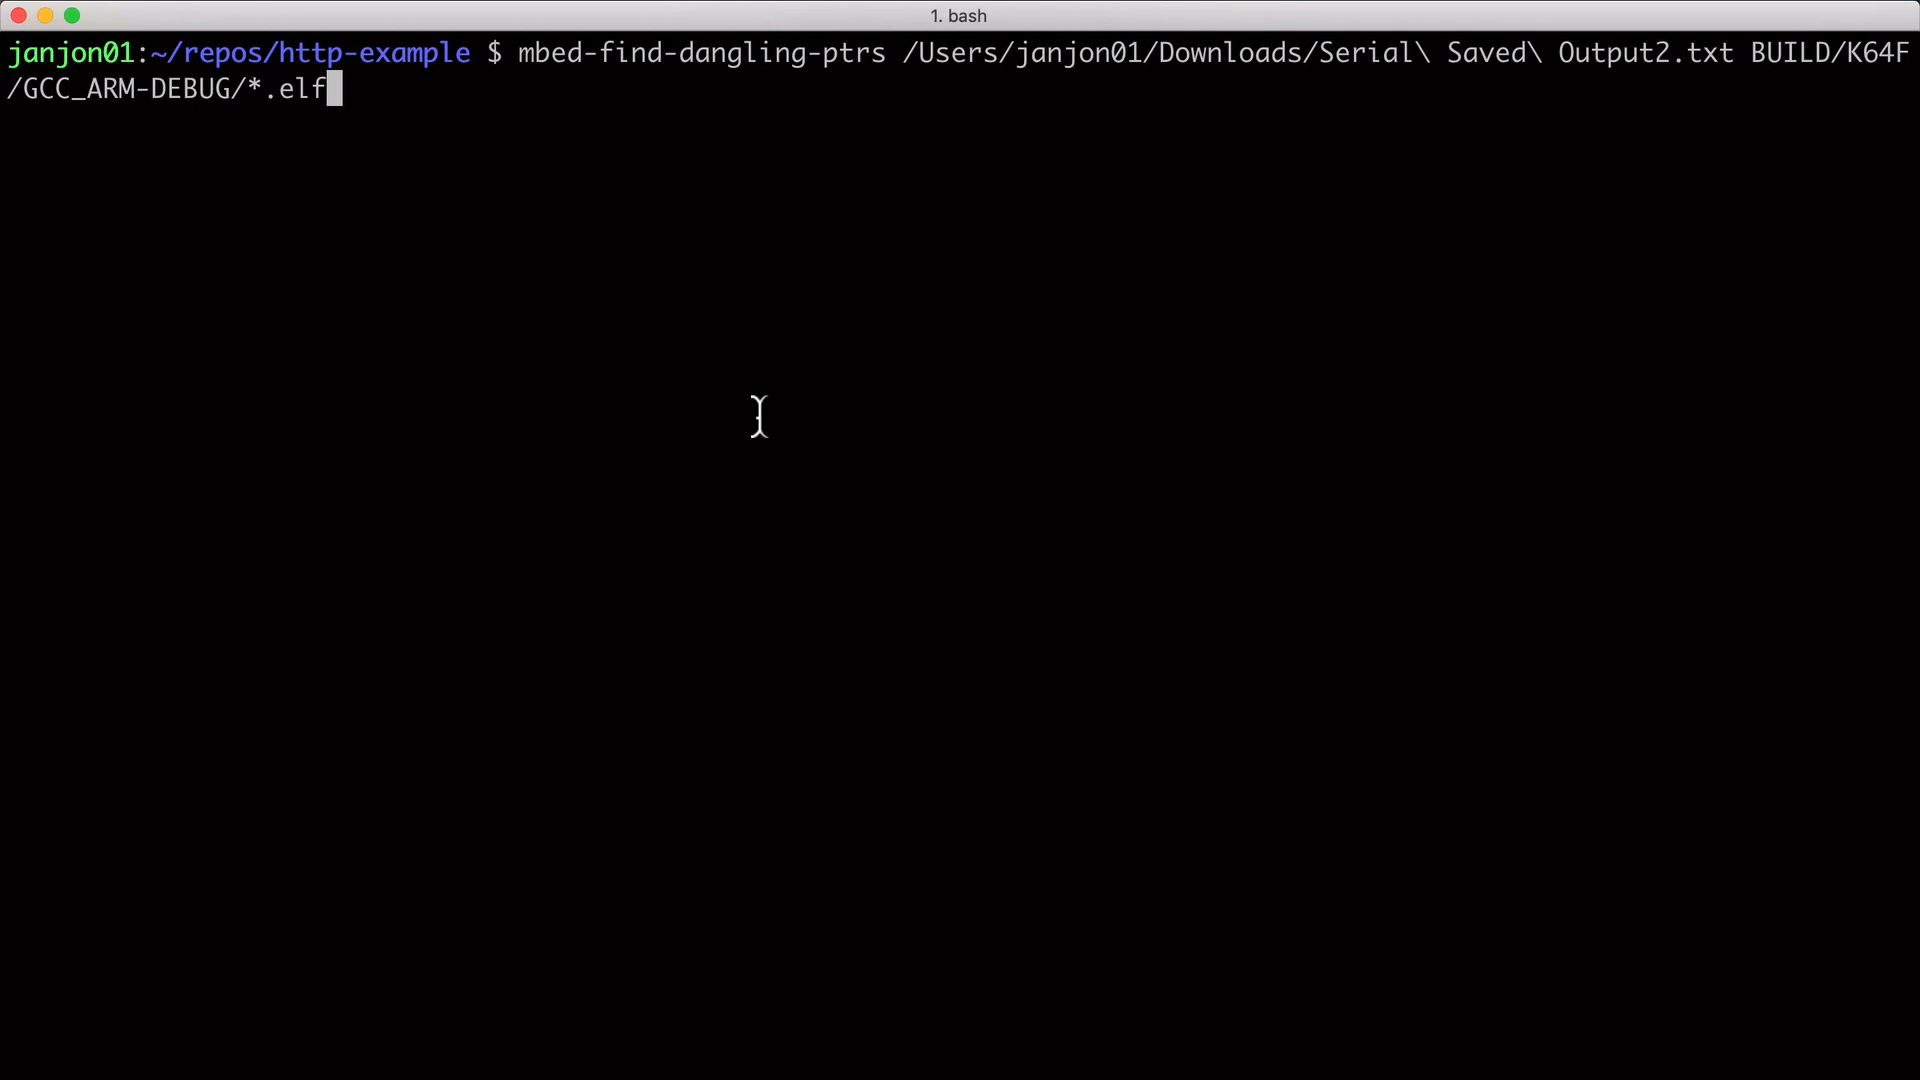 1. bash
janjon01:~/repos/http-example $ mbed-find-dangling-ptrs /Users/janjon01/Downloads/Serial\ Saved\ Output2.txt BUILD/K64F
/GCC_ARM-DEBUG/*.elf